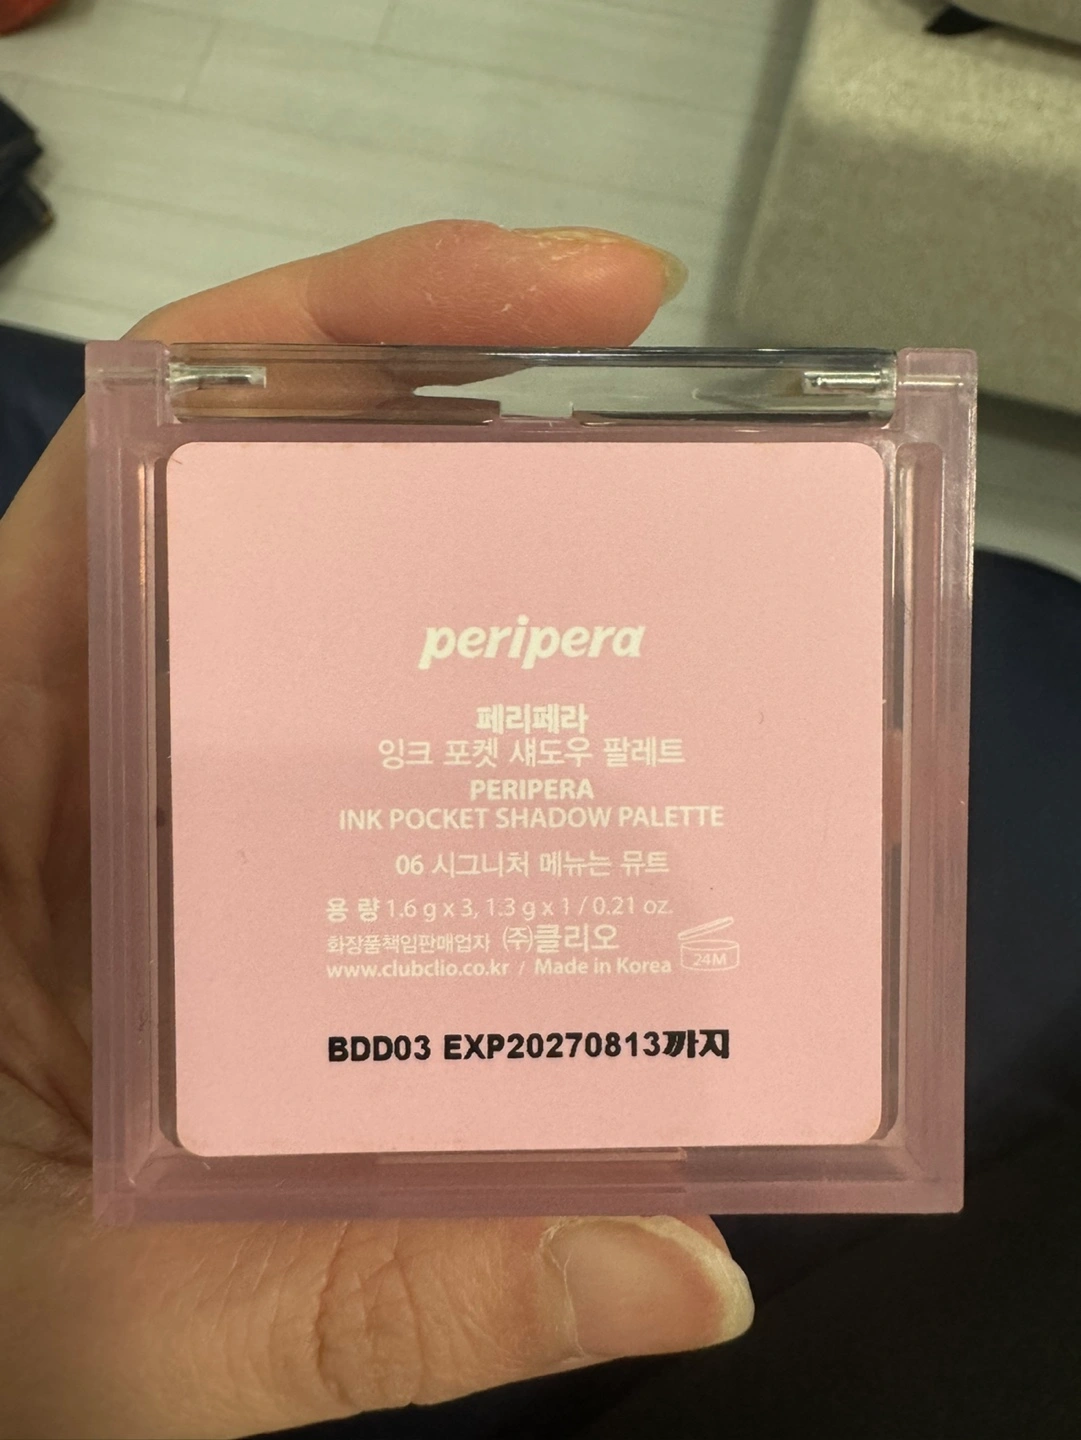 peripera
페리페라
잉크 포켓 섀도우 팔레트
PERIPERA
INK POCKET SHADOW PALETTE
06 시그니처 메뉴는 뮤트
용 량 1.6 g x 3, 1.3 g x 1 / 0.21 oz.
화장품책임판매업자 ㈜클리오
www.clubclio.co.kr / Made in Korea
24M
BDD03 EXP20270813까지